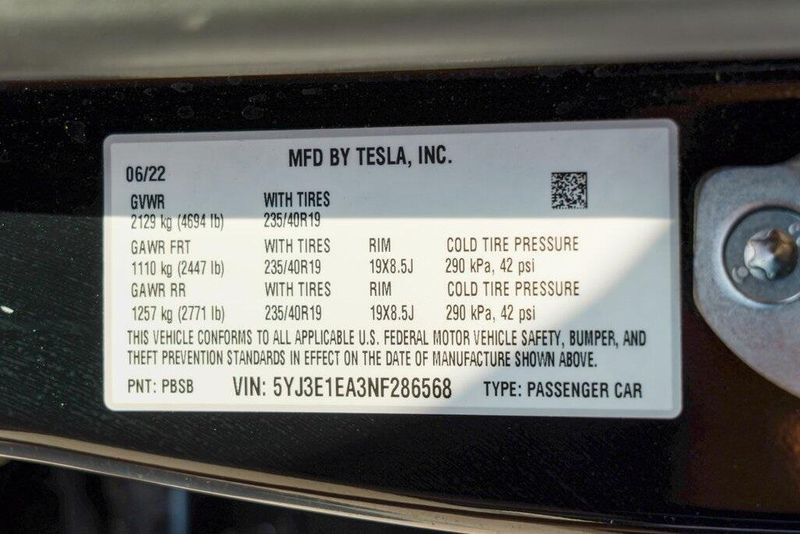 MFD BY TESLA, INC.
06/22
GVWR WITH TIRES
2129 kg (4694 lb) 235/40R19
GAWR FRT WITH TIRES RIM COLD TIRE PRESSURE
1110 kg (2447 lb) 235/40R19 19X8.5J 290 kPa, 42 psi
GAWR RR WITH TIRES RIM COLD TIRE PRESSURE
1257 kg (2771 lb) 235/40R19 19X8.5J 290 kPa, 42 psi
THIS VEHICLE CONFORMS TO ALL APPLICABLE U.S. FEDERAL MOTOR VEHICLE SAFETY, BUMPER, AND
THEFT PREVENTION STANDARDS IN EFFECT ON THE DATE OF MANUFACTURE SHOWN ABOVE.
PNT: PBSB VIN: 5YJ3E1EA3NF286568 TYPE: PASSENGER CAR